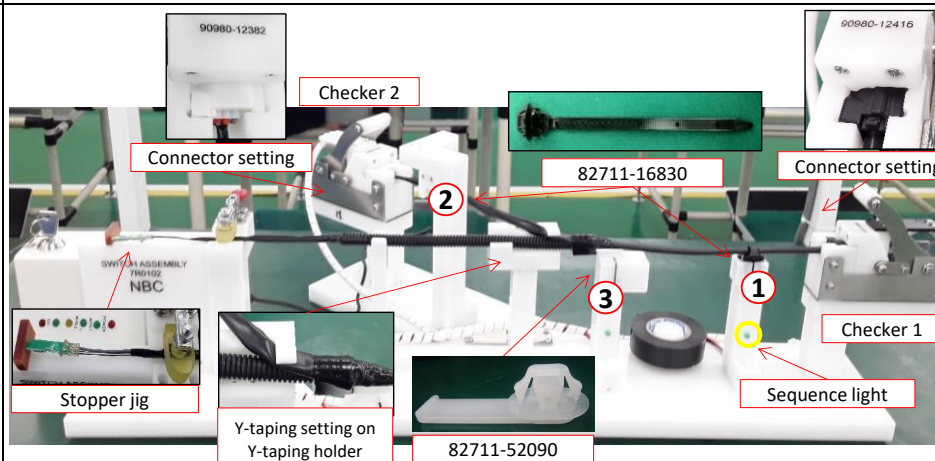 90980-12382
90980-12416
Checker 2
Connector setting
82711-16830
Connector setting
2
SWITCH ASSEMBLY
7R0102
NBC
3
1
Checker 1
Stopper jig
Sequence light
Y-taping setting on
Y-taping holder
82711-52090